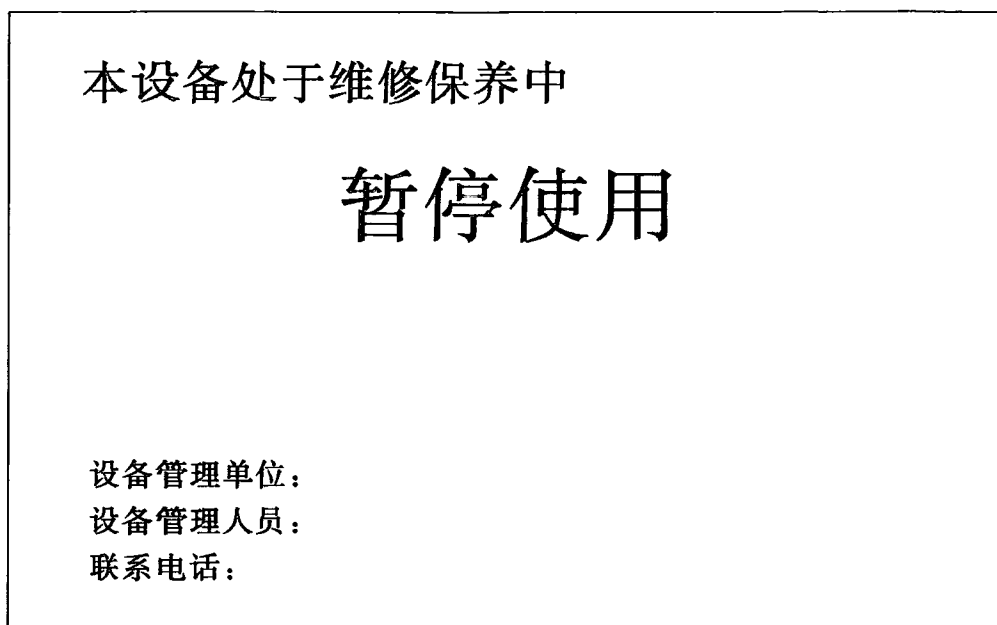 本设备处于维修保养中
暂停使用
设备管理单位：
设备管理人员：
联系电话：